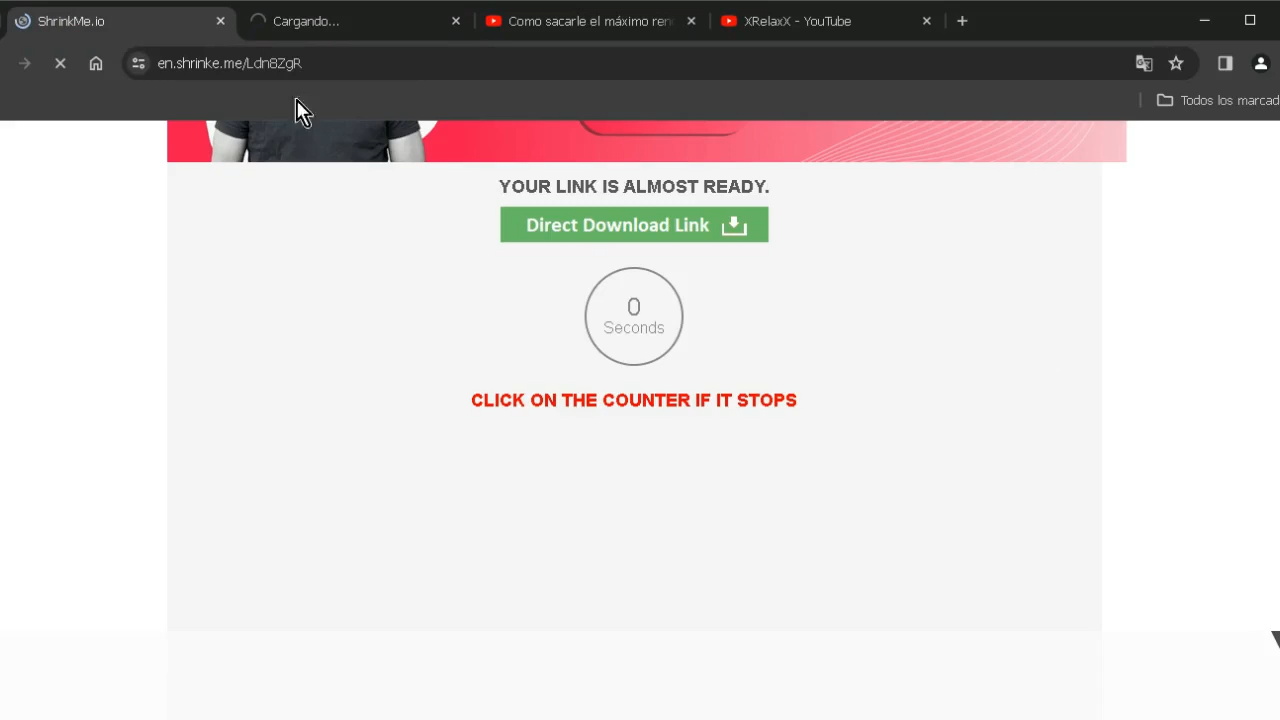 ShrinkMe.io
Cargando...
Como sacarle el máximo ren
XRelaxX - YouTube
en.shrinke.me/Ldn8ZgR
Todos los marcad
YOUR LINK IS ALMOST READY.
Direct Download Link
0
Seconds
CLICK ON THE COUNTER IF IT STOPS